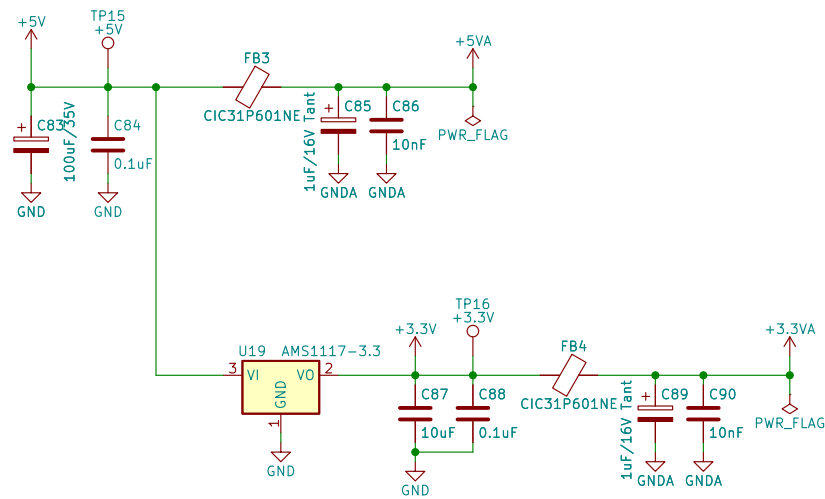 +5V
TP15
+5V
FB3
CIC31P601NE
+5VA
PWR_FLAG
C83
100uF/35V
GND
C84
0.1uF
GND
C85
1uF/16V Tant
GNDA
C86
10nF
GNDA
U19 AMS1117-3.3
3 VI
VO 2
GND
1
GND
+3.3V
TP16
+3.3V
FB4
CIC31P601NE
+3.3VA
PWR_FLAG
C87
10uF
GND
C88
0.1uF
C89
1uF/16V Tant
GNDA
C90
10nF
GNDA